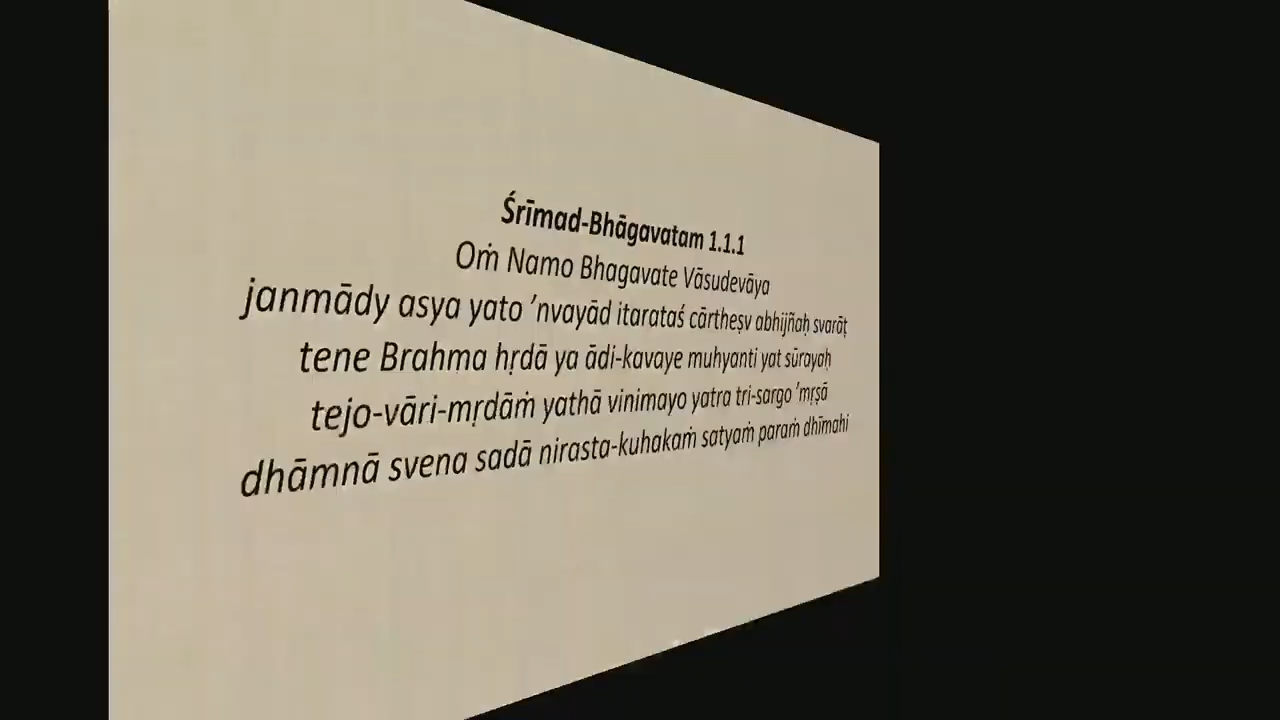 Śrīmad-Bhāgavatam 1.1.1
Oṁ Namo Bhagavate Vāsudevāya
janmādy asya yato ’nvayād itarataś cārtheṣv abhijñaḥ svarāṭ
tene Brahma hṛdā ya ādi-kavaye muhyanti yat sūrayaḥ
tejo-vāri-mṛdāṁ yathā vinimayo yatra tri-sargo ’mṛṣā
dhāmnā svena sadā nirasta-kuhakaṁ satyaṁ paraṁ dhīmahi